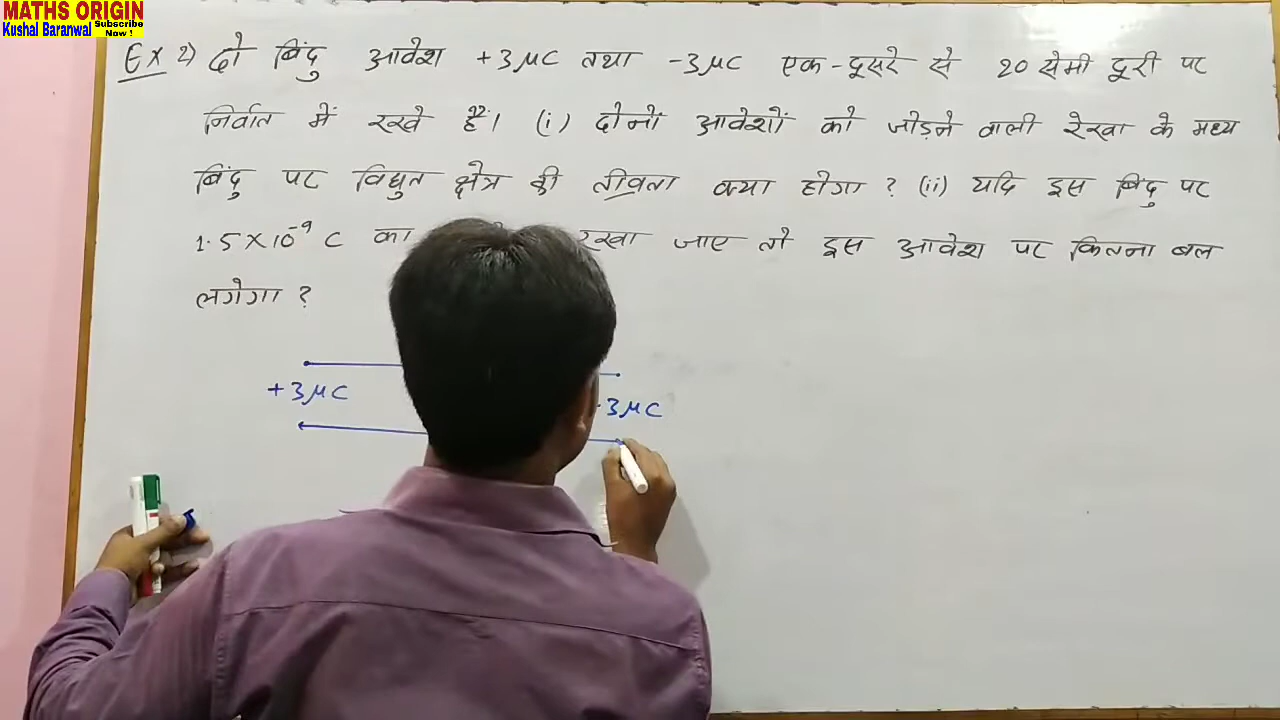 MATHS ORIGIN
Kushal Baranwal Subscribe Now !
Ex 2) दो बिंदु आवेश +3μC तथा -3μC एक-दूसरे से 20 सेमी दूरी पर
निर्वात में रखे हैं। (i) दोनों आवेशों को जोड़ने वाली रेखा के मध्य
बिंदु पर विधुत क्षेत्र की तीव्रता क्या होगा ? (ii) यदि इस बिंदु पर
1.5×10⁻⁹ C का रखा जाए तो इस आवेश पर कितना बल
लगेगा ?
+3μC -3μC